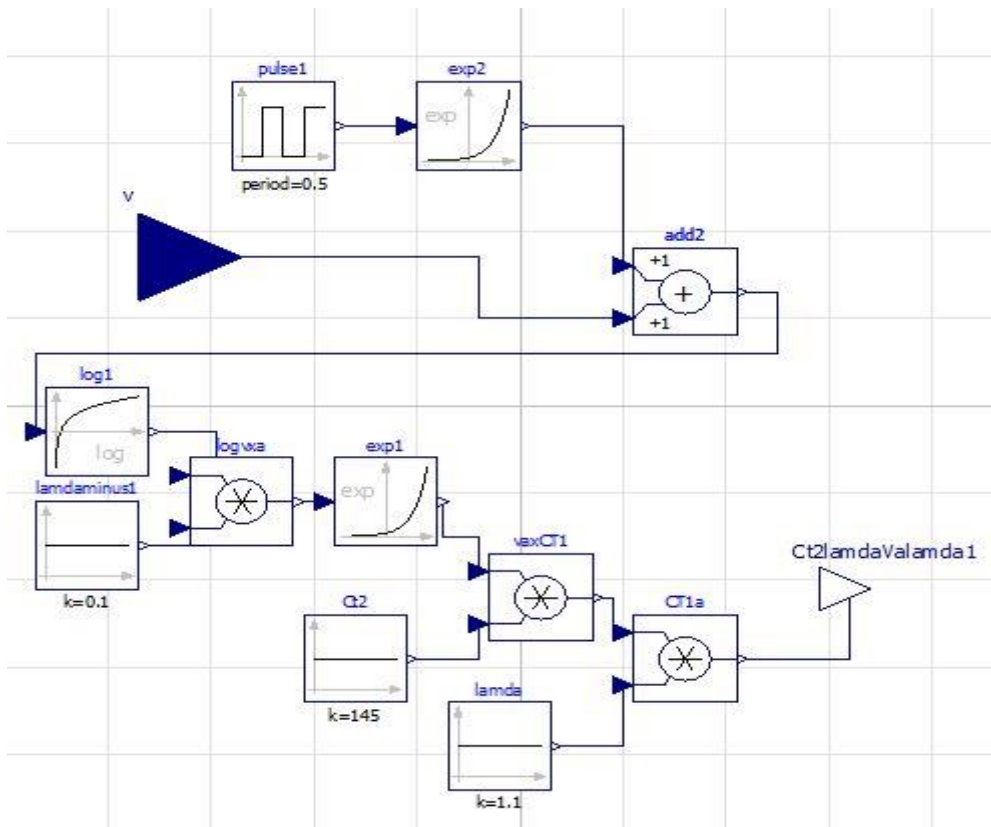 pulse1
exp2
exp
period=0.5
v
add2
+1
+
+1
log1
log
logvxa
exp1
exp
lamdaminus1
k=0.1
vaxCT1
Ct2lamdaValamda1
Ct2
CT1a
k=145
lamda
k=1.1